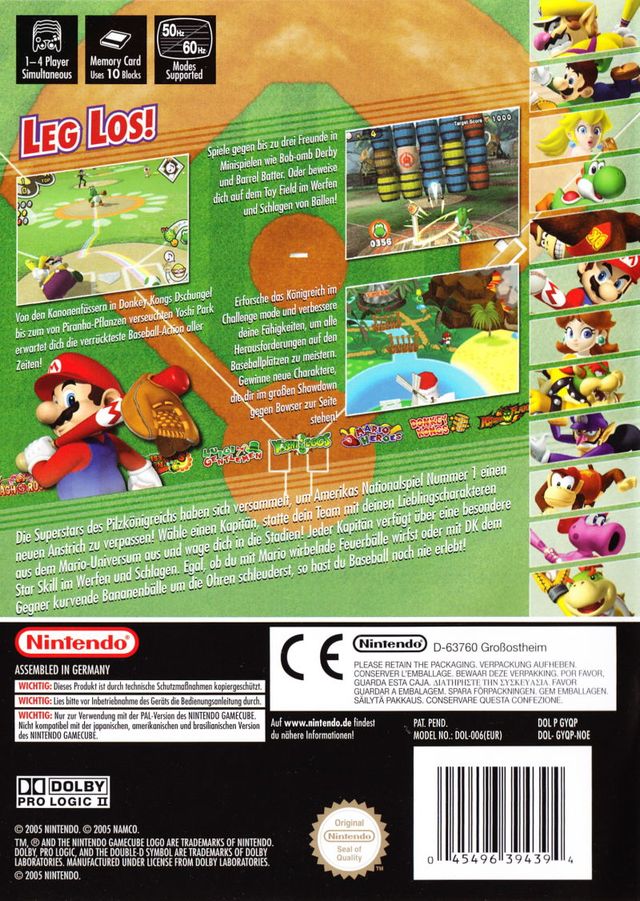 1–4 Player
Simultaneous
Memory Card
Uses 10 Blocks
50Hz
60Hz
Modes
Supported
LEG LOS!
Spiele gegen bis zu drei Freunde in
Minispielen wie Bob-omb Derby
und Barrel Batter. Oder beweise
dich auf dem Toy Field im Werfen
und Schlagen von Bällen!
Target Score
1000
4
0356
Von den Kanonenfässern in Donkey Kongs Dschungel
bis zum von Piranha-Pflanzen verseuchten Yoshi Park
erwartet dich die verrückteste Baseball-Action aller
Zeiten!
Erforsche das Königreich im
Challenge mode und verbessere
deine Fähigkeiten, um alle
Herausforderungen auf den
Baseballplätzen zu meistern.
Gewinne neue Charaktere,
die dir im großen Showdown
gegen Bowser zur Seite
stehen!
LUIGI
GENTLEMEN
MARIO
HEROES
DONKEY
KONGS
Die Superstars des Pilzkönigreichs haben sich versammelt, um Amerikas Nationalspiel Nummer 1 einen
neuen Anstrich zu verpassen! Wähle einen Kapitän, statte dein Team mit deinen Lieblingscharakteren
aus dem Mario-Universum aus und wage dich in die Stadien! Jeder Kapitän verfügt über eine besondere
Star Skill im Werfen und Schlagen. Egal, ob du mit Mario wirbelnde Feuerbälle wirfst oder mit DK dem
Gegner kurvende Bananenbälle um die Ohren schleuderst, so hast du Baseball noch nie erlebt!
Nintendo®
ASSEMBLED IN GERMANY
WICHTIG: Dieses Produkt ist durch technische Schutzmaßnahmen kopiergeschützt.
WICHTIG: Lies bitte vor Inbetriebnahme des Geräts die Bedienungsanleitung durch.
WICHTIG: Nur zur Verwendung mit der PAL-Version des NINTENDO GAMECUBE.
Nicht kompatibel mit der japanischen, amerikanischen und brasilianischen Version
des NINTENDO GAMECUBE.
CE
Nintendo® D-63760 Großostheim
PLEASE RETAIN THE PACKAGING. VERPACKUNG AUFHEBEN.
CONSERVER L'EMBALLAGE. BEWAAR DEZE VERPAKKING. POR FAVOR,
GUARDA ESTA CAJA. ΔΙΑΤΗΡΗΣΤΕ ΤΗΝ ΣΥΣΚΕΥΑΣΙΑ. FAVOR
GUARDAR A EMBALAGEM. SPARA FÖRPACKNINGEN. GEM EMBALLAGEN.
SÄILYTÄ PAKKAUS. CONSERVARE QUESTA CONFEZIONE.
Auf www.nintendo.de findest
du nähere Informationen!
PAT. PEND.
MODEL NO.: DOL-006(EUR)
DOL P GYQP
DOL- GYQP-NOE
DOLBY
PRO LOGIC II
© 2005 NINTENDO. © 2005 NAMCO.
TM, ® AND THE NINTENDO GAMECUBE LOGO ARE TRADEMARKS OF NINTENDO.
DOLBY, PRO LOGIC, AND THE DOUBLE-D SYMBOL ARE TRADEMARKS OF DOLBY
LABORATORIES. MANUFACTURED UNDER LICENSE FROM DOLBY LABORATORIES.
© 2005 NINTENDO.
Original
Nintendo
Seal of
Quality
TM
0 45496 39439 4